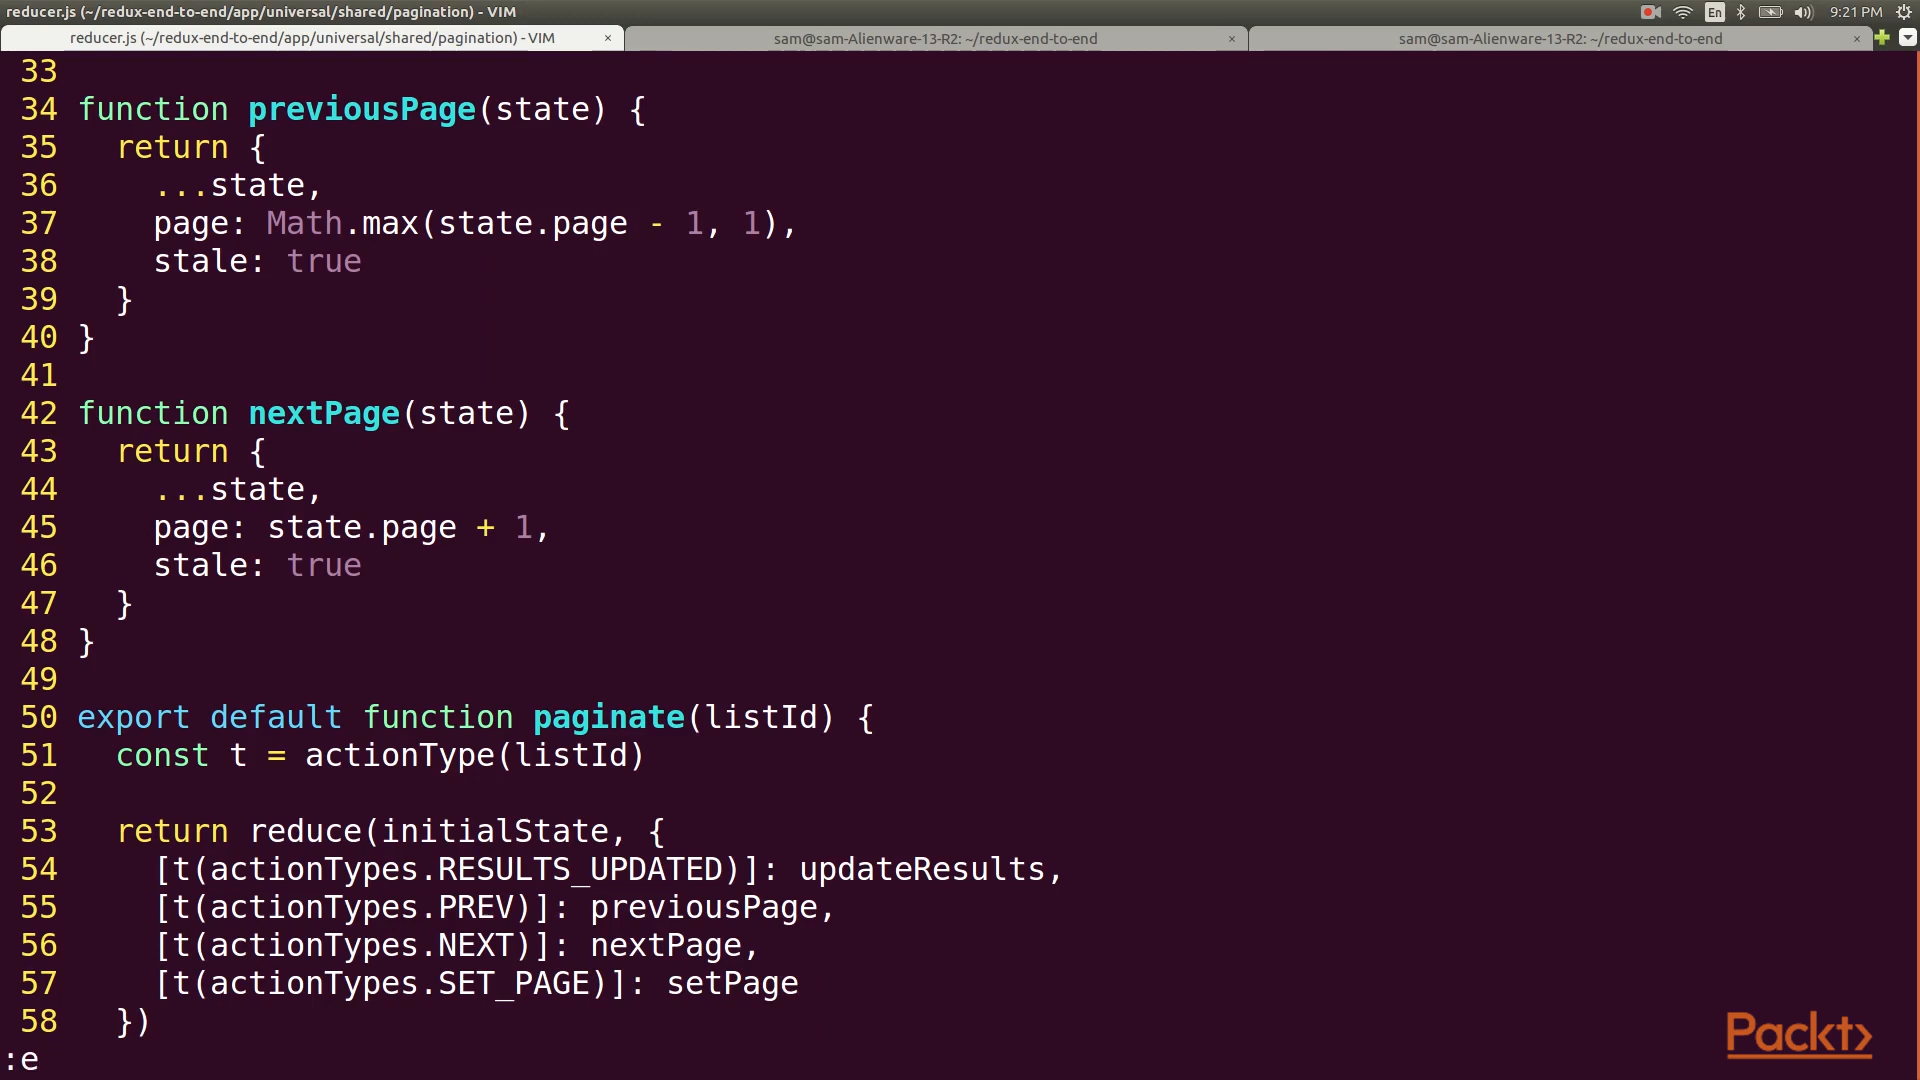 reducer.js (~/redux-end-to-end/app/universal/shared/pagination) - VIM
En
9:21 PM
reducer.js (~/redux-end-to-end/app/universal/shared/pagination) - VIM ×
sam@sam-Alienware-13-R2: ~/redux-end-to-end ×
sam@sam-Alienware-13-R2: ~/redux-end-to-end ×
33
34 function previousPage(state) {
35   return {
36     ...state,
37     page: Math.max(state.page - 1, 1),
38     stale: true
39   }
40 }
41
42 function nextPage(state) {
43   return {
44     ...state,
45     page: state.page + 1,
46     stale: true
47   }
48 }
49
50 export default function paginate(listId) {
51   const t = actionType(listId)
52
53   return reduce(initialState, {
54     [t(actionTypes.RESULTS_UPDATED)]: updateResults,
55     [t(actionTypes.PREV)]: previousPage,
56     [t(actionTypes.NEXT)]: nextPage,
57     [t(actionTypes.SET_PAGE)]: setPage
58   })
:e
Packt>